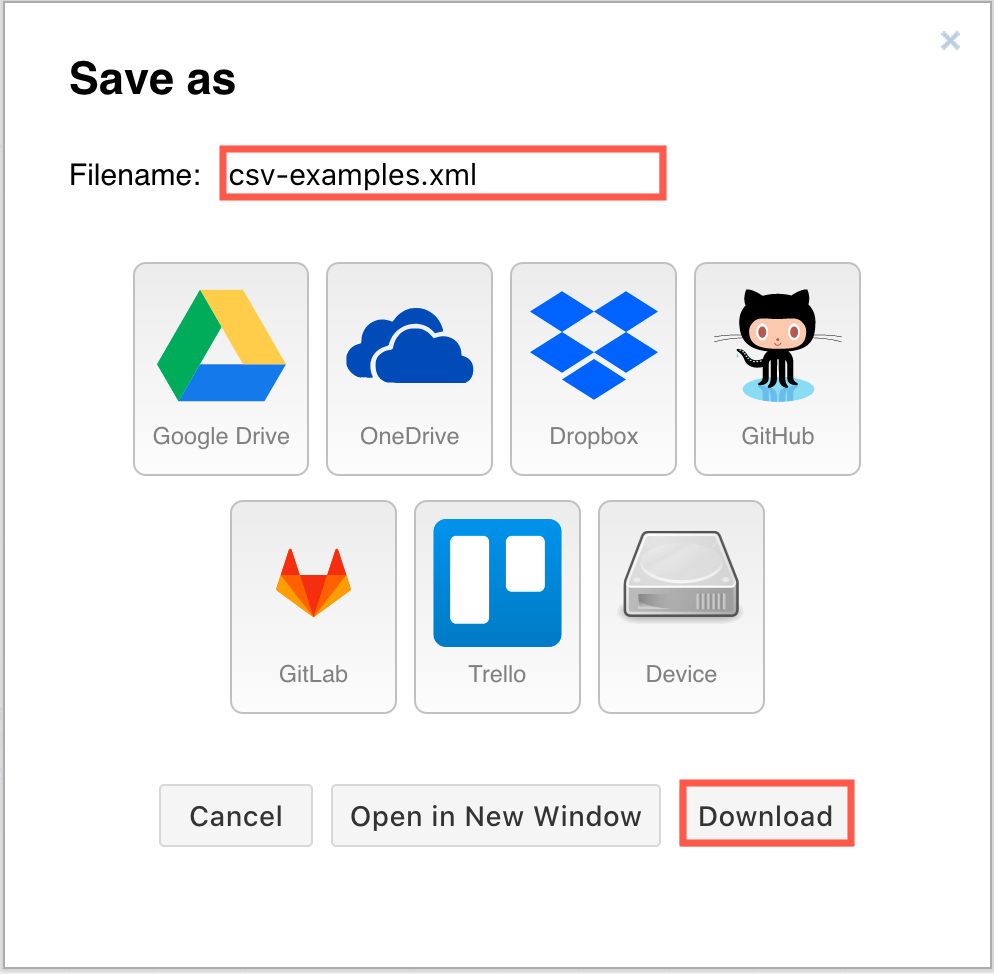 Save as
Filename: csv-examples.xml
Google Drive OneDrive Dropbox GitHub
GitLab Trello Device
Cancel Open in New Window Download